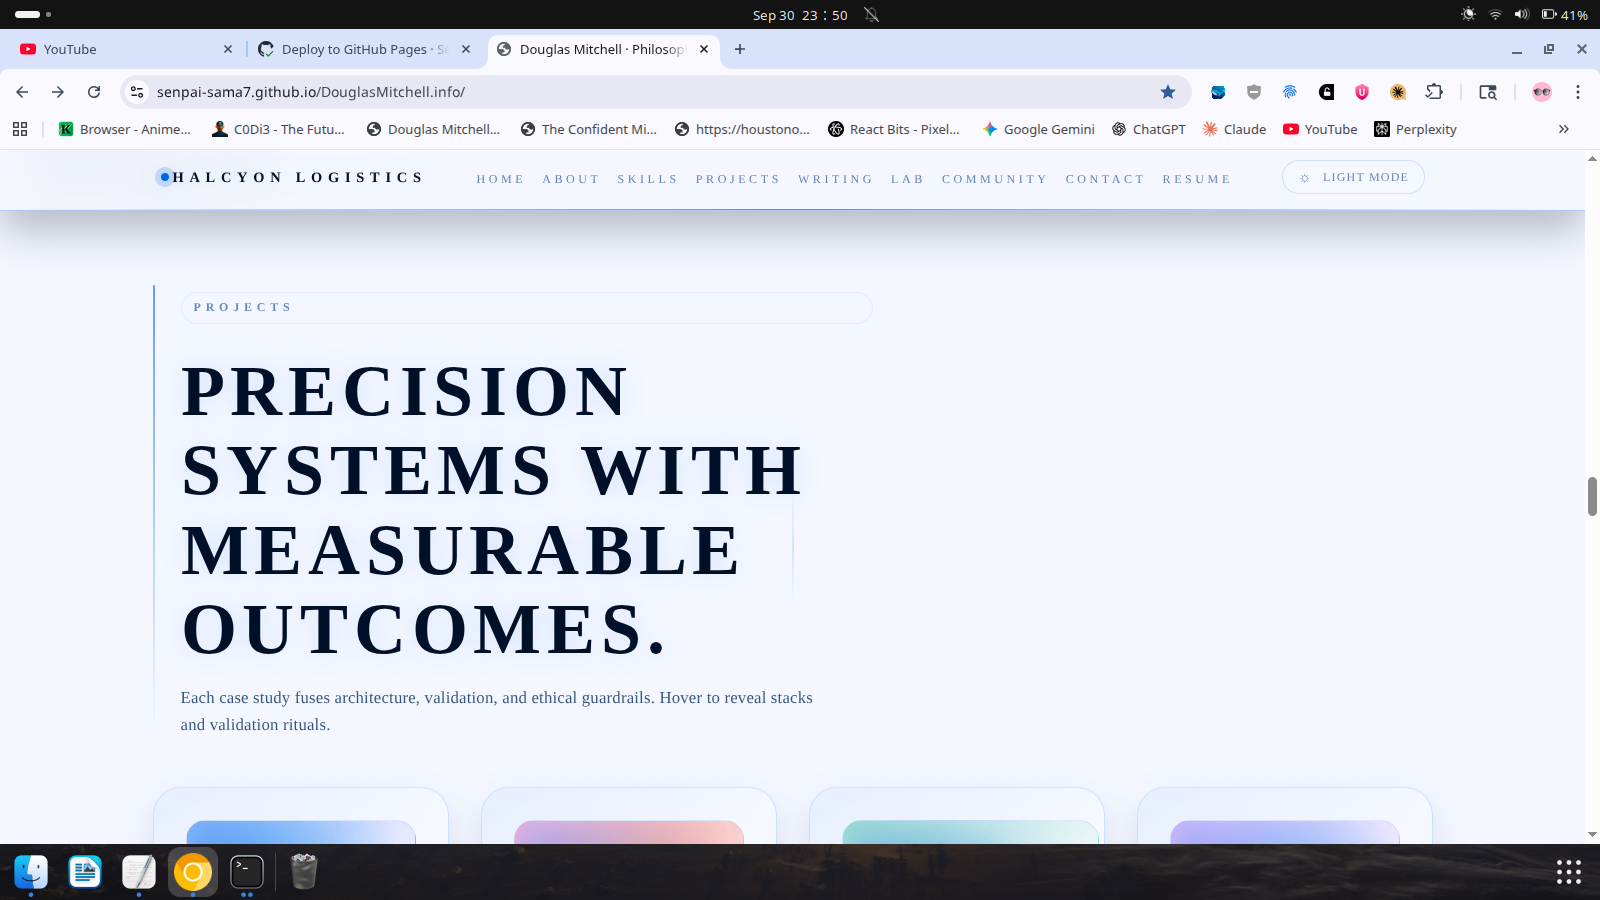 Sep 30 23 : 50
41%
YouTube
Deploy to GitHub Pages · Se
Douglas Mitchell · Philosop
senpai-sama7.github.io/DouglasMitchell.info/
Browser - Anime...
C0Di3 - The Futu...
Douglas Mitchell...
The Confident Mi...
https://houstono...
React Bits - Pixel...
Google Gemini
ChatGPT
Claude
YouTube
Perplexity
HALCYON LOGISTICS
HOME ABOUT SKILLS PROJECTS WRITING LAB COMMUNITY CONTACT RESUME
LIGHT MODE
PROJECTS
PRECISION
SYSTEMS WITH
MEASURABLE
OUTCOMES.
Each case study fuses architecture, validation, and ethical guardrails. Hover to reveal stacks
and validation rituals.